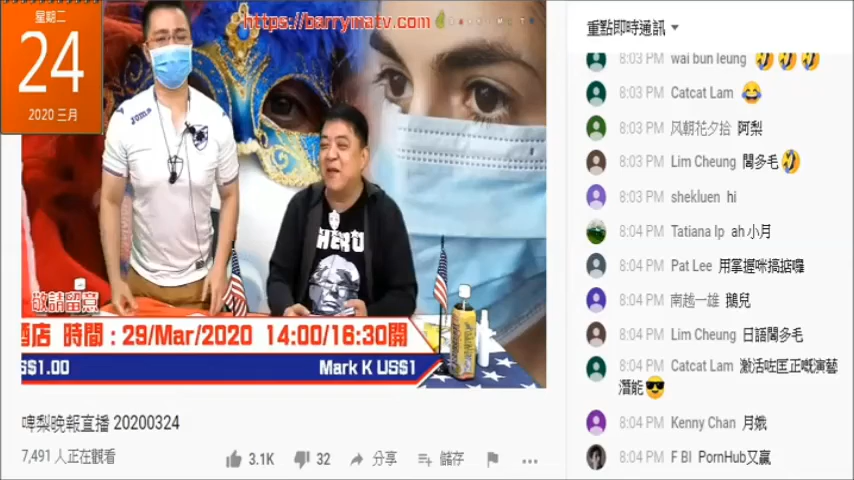 星期二
24
2020 三月
https://barrymatv.com
BARRYMATV
joma
HERO
敬請留意
酒店 時間 : 29/Mar/2020 14:00/16:30開
S$1.00 Mark K US$1
啤梨晚報直播 20200324
7,491 人正在觀看
3.1K 32 分享 儲存
重點即時通訊
8:03 PM wai bun leung 🤣🤣🤣
8:03 PM Catcat Lam 😂
8:03 PM 风朝花夕拾 阿梨
8:03 PM Lim Cheung 閪多毛🤣
8:03 PM shekluen hi
8:04 PM Tatiana Ip ah 小月
8:04 PM Pat Lee 用掌握咪搞掂囉
8:04 PM 南越一雄 鵝兒
8:04 PM Lim Cheung 日語閪多毛
8:04 PM Catcat Lam 激活咗匡正嘅演藝
潛能😎
8:04 PM Kenny Chan 月娥
8:04 PM F BI PornHub又贏